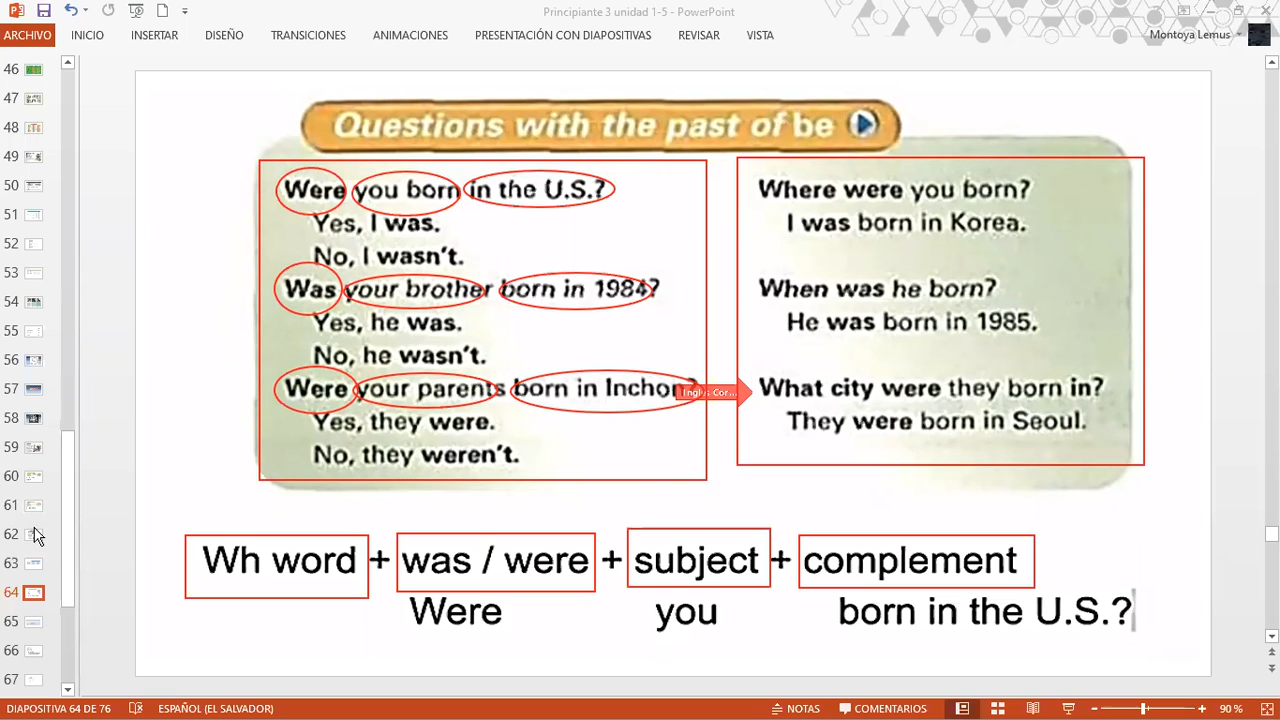 Principiante 3 unidad 1-5 - PowerPoint
ARCHIVO INICIO INSERTAR DISEÑO TRANSICIONES ANIMACIONES PRESENTACIÓN CON DIAPOSITIVAS REVISAR VISTA Montoya Lemus
46
47
48
49
50
51
52
53
54
55
56
57
58
59
60
61
62
63
64
65
66
67
Questions with the past of be
Were you born in the U.S.?
Yes, I was.
No, I wasn't.
Was your brother born in 1984?
Yes, he was.
No, he wasn't.
Were your parents born in Inchon?
Yes, they were.
No, they weren't.
Where were you born?
I was born in Korea.
When was he born?
He was born in 1985.
What city were they born in?
They were born in Seoul.
Wh word + was / were + subject + complement
Were you born in the U.S.?
DIAPOSITIVA 64 DE 76 ESPAÑOL (EL SALVADOR) NOTAS COMENTARIOS 90 %